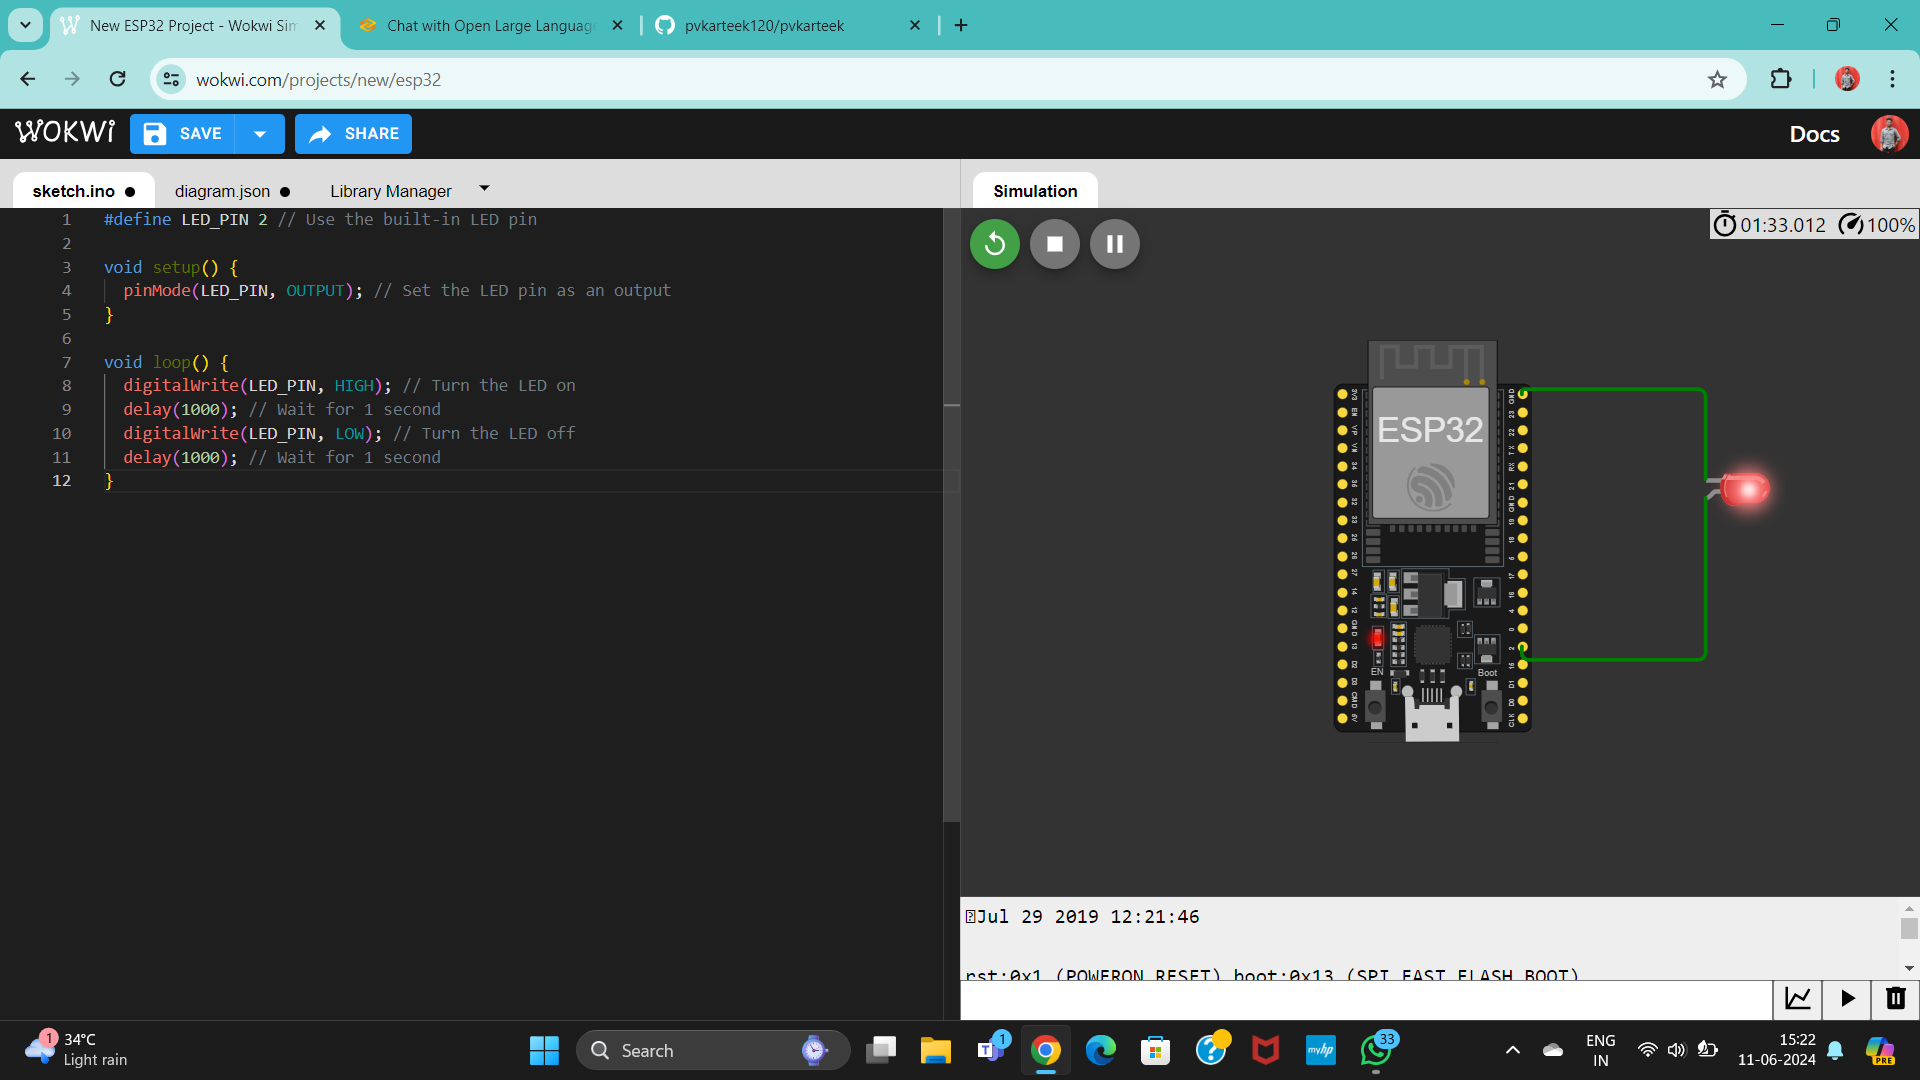 New ESP32 Project - Wokwi Sim
Chat with Open Large Language
pvkarteek120/pvkarteek
wokwi.com/projects/new/esp32
WOKWi
SAVE
SHARE
Docs
sketch.ino
diagram.json
Library Manager
Simulation
1 #define LED_PIN 2 // Use the built-in LED pin
2
3 void setup() {
4 pinMode(LED_PIN, OUTPUT); // Set the LED pin as an output
5 }
6
7 void loop() {
8 digitalWrite(LED_PIN, HIGH); // Turn the LED on
9 delay(1000); // Wait for 1 second
10 digitalWrite(LED_PIN, LOW); // Turn the LED off
11 delay(1000); // Wait for 1 second
12 }
01:33.012
100%
ESP32
EN
Boot
Jul 29 2019 12:21:46
rst:0x1 (POWERON_RESET),boot:0x13 (SPI_FAST_FLASH_BOOT)
1
34°C
Light rain
Search
1
myhp
33
ENG
IN
15:22
11-06-2024
PRE